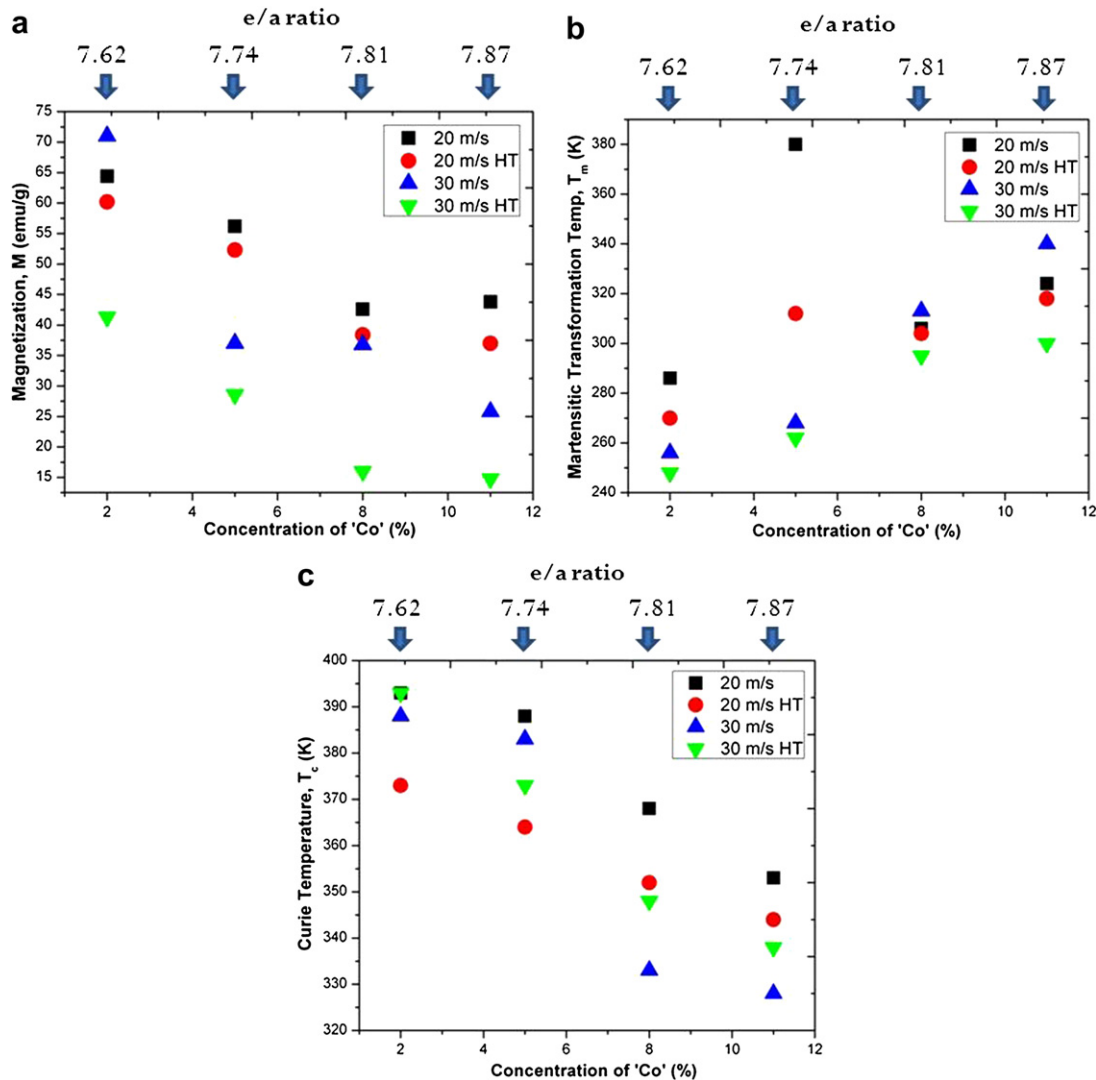 a
e/a ratio
7.62 7.74 7.81 7.87
75
70
65
60
55
50
45
40
35
30
25
20
15
Magnetization, M (emu/g)
20 m/s
20 m/s HT
30 m/s
30 m/s HT
2 4 6 8 10 12
Concentration of 'Co' (%)
b
e/a ratio
7.62 7.74 7.81 7.87
380
360
340
320
300
280
260
240
Martensitic Transformation Temp, Tm (K)
20 m/s
20 m/s HT
30 m/s
30 m/s HT
2 4 6 8 10 12
Concentration of 'Co' (%)
c
e/a ratio
7.62 7.74 7.81 7.87
400
390
380
370
360
350
340
330
320
Curie Temperature, Tc (K)
20 m/s
20 m/s HT
30 m/s
30 m/s HT
2 4 6 8 10 12
Concentration of 'Co' (%)